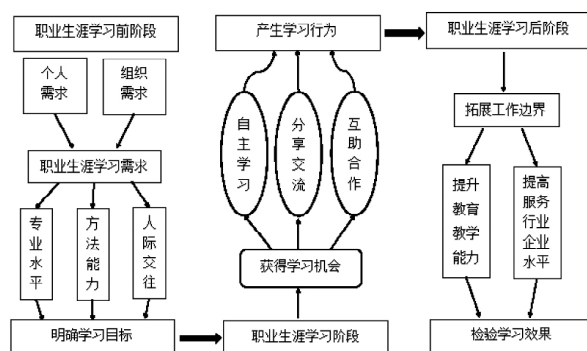 职业生涯学习前阶段
个人
需求
组织
需求
职业生涯学习需求
专业水平
方法能力
人际交往
明确学习目标
产生学习行为
自主学习
分享交流
互助合作
获得学习机会
职业生涯学习阶段
职业生涯学习后阶段
拓展工作边界
提升
教育
教学
能力
提高
服务
行业
企业
水平
检验学习效果